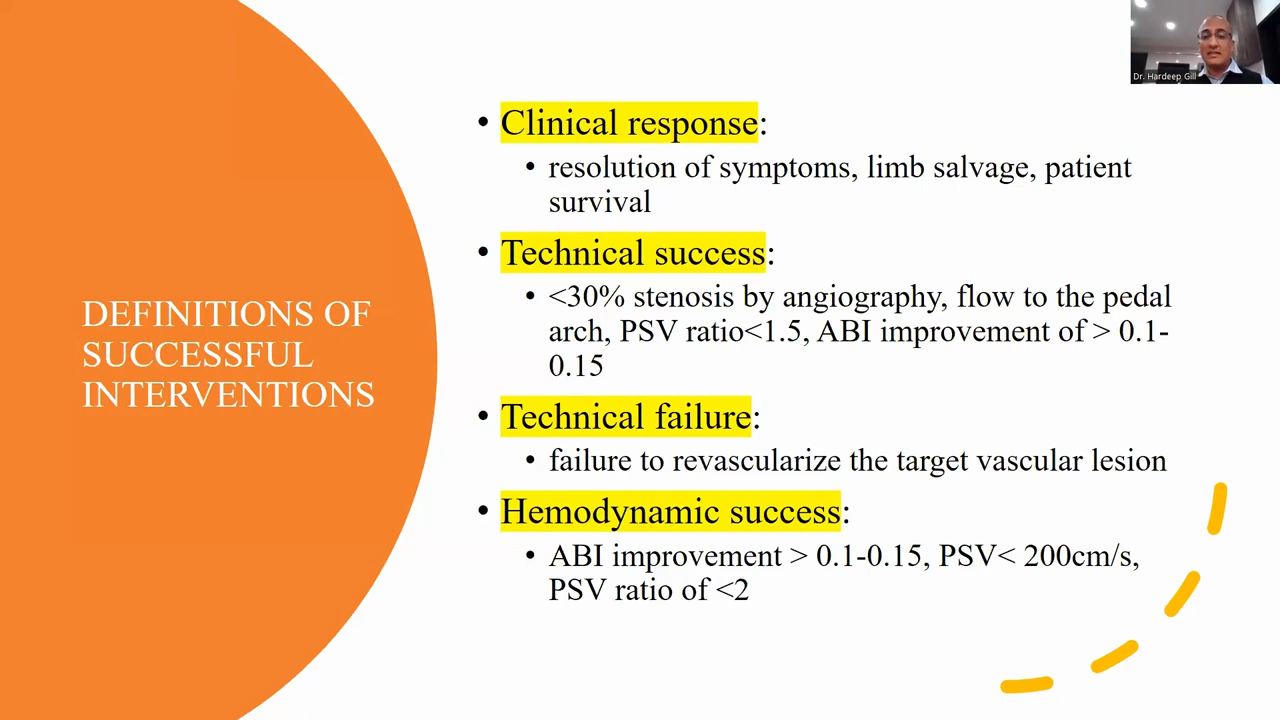 Dr. Hardeep Gill
DEFINITIONS OF
SUCCESSFUL
INTERVENTIONS
• Clinical response:
• resolution of symptoms, limb salvage, patient
survival
• Technical success:
• <30% stenosis by angiography, flow to the pedal
arch, PSV ratio<1.5, ABI improvement of > 0.1-
0.15
• Technical failure:
• failure to revascularize the target vascular lesion
• Hemodynamic success:
• ABI improvement > 0.1-0.15, PSV< 200cm/s,
PSV ratio of <2